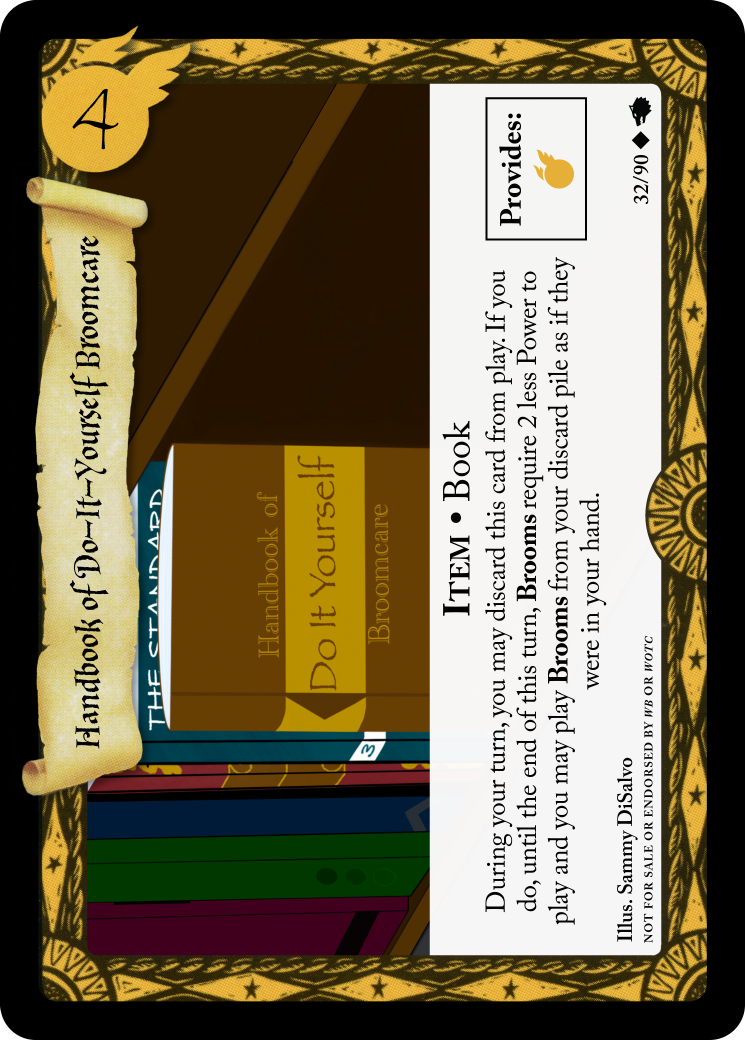 4
Handbook of Do-It-Yourself Broomcare
THE STANDARD
3
Handbook of
Do It Yourself
Broomcare
ITEM • Book
During your turn, you may discard this card from play. If you
do, until the end of this turn, Brooms require 2 less Power to
play and you may play Brooms from your discard pile as if they
were in your hand.
Provides:
Illus. Sammy DiSalvo
NOT FOR SALE OR ENDORSED BY WB OR WOTC
32/90